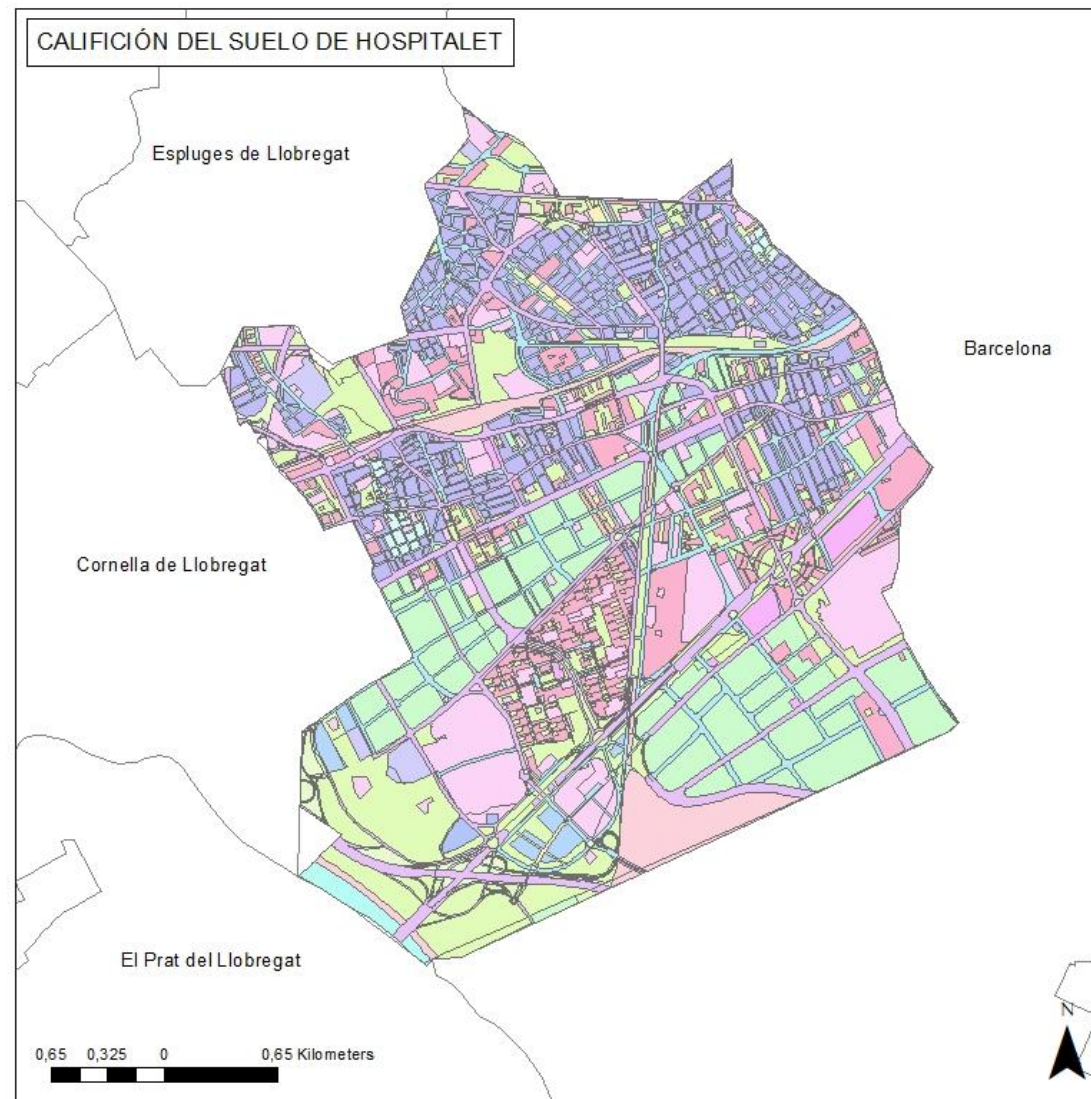 CALIFICIÓN DEL SUELO DE HOSPITALET
Espluges de Llobregat
Barcelona
Cornella de Llobregat
El Prat del Llobregat
N
0,65 0,325 0 0,65 Kilometers